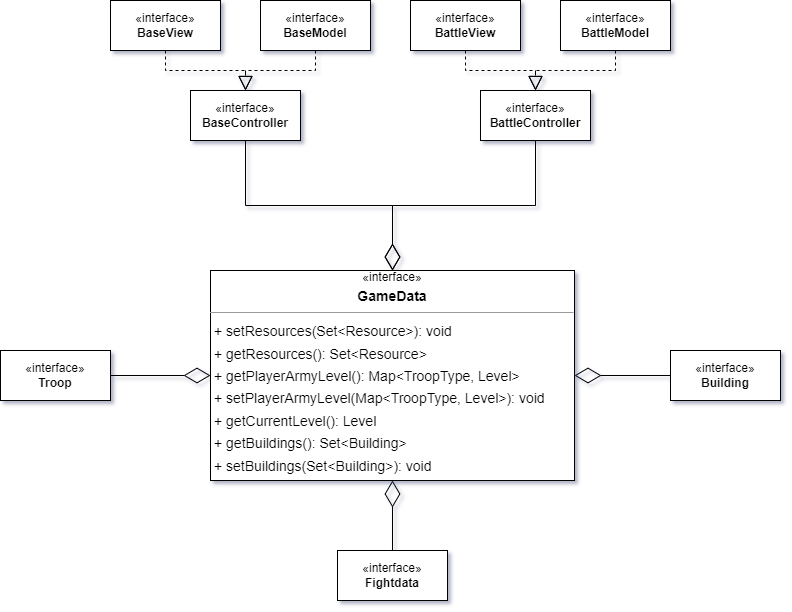 «interface»
BaseView
«interface»
BaseModel
«interface»
BattleView
«interface»
BattleModel
«interface»
BaseController
«interface»
BattleController
«interface»
GameData
+ setResources(Set<Resource>): void
+ getResources(): Set<Resource>
+ getPlayerArmyLevel(): Map<TroopType, Level>
+ setPlayerArmyLevel(Map<TroopType, Level>): void
+ getCurrentLevel(): Level
+ getBuildings(): Set<Building>
+ setBuildings(Set<Building>): void
«interface»
Troop
«interface»
Building
«interface»
Fightdata